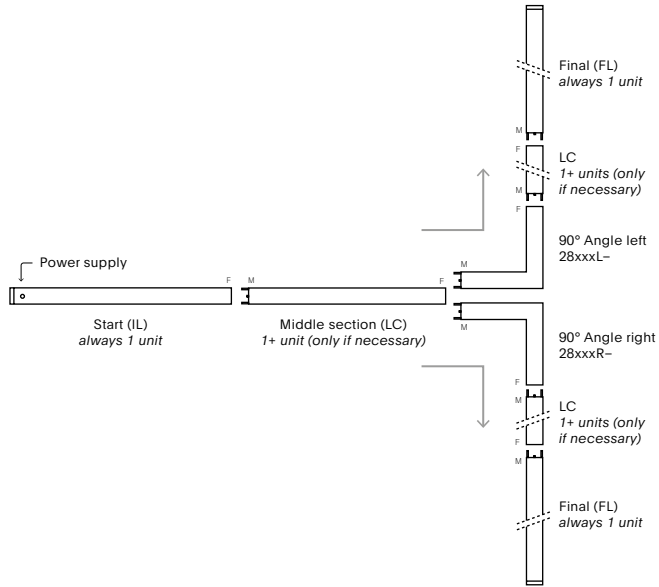 Final (FL)
always 1 unit
M
F
LC
1+ units (only
if necessary)
M
F
90° Angle left
28xxxL–
M
Power supply
F
M
F
Start (IL)
always 1 unit
Middle section (LC)
1+ unit (only if necessary)
M
90° Angle right
28xxxR–
F
M
LC
1+ units (only
if necessary)
F
M
Final (FL)
always 1 unit